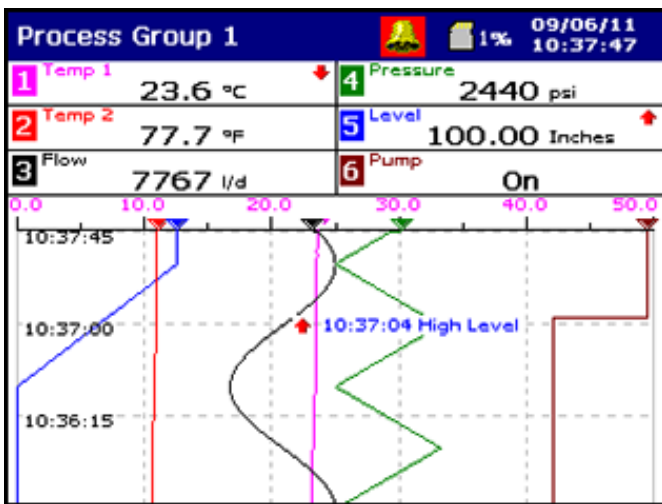 Process Group 1
1%
09/06/11
10:37:47
1 Temp 1
23.6 ºC
4 Pressure
2440 psi
2 Temp 2
77.7 ºF
5 Level
100.00 Inches
3 Flow
7767 l/d
6 Pump
On
0.0 10.0 20.0 30.0 40.0 50.0
10:37:45
10:37:00
10:37:04 High Level
10:36:15